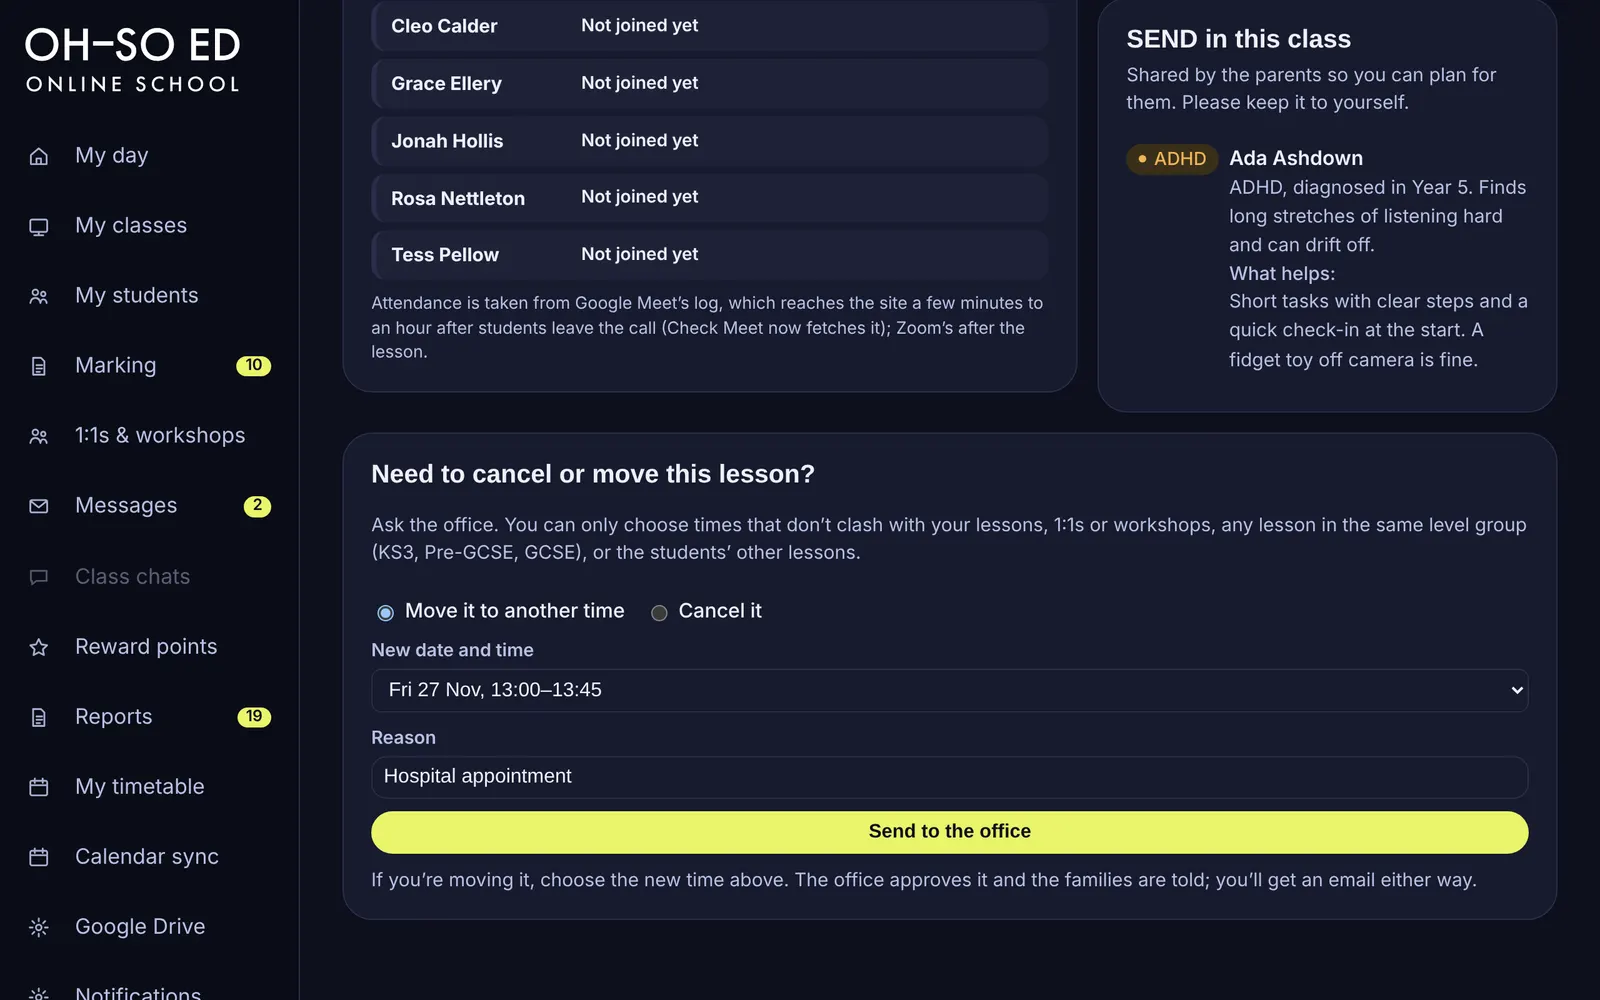 OH-SO ED
ONLINE SCHOOL
My day
My classes
My students
Marking 10
1:1s & workshops
Messages 2
Class chats
Reward points
Reports 19
My timetable
Calendar sync
Google Drive
Notifications
Cleo Calder Not joined yet
Grace Ellery Not joined yet
Jonah Hollis Not joined yet
Rosa Nettleton Not joined yet
Tess Pellow Not joined yet
Attendance is taken from Google Meet’s log, which reaches the site a few minutes to
an hour after students leave the call (Check Meet now fetches it); Zoom’s after the
lesson.
SEND in this class
Shared by the parents so you can plan for
them. Please keep it to yourself.
• ADHD Ada Ashdown
ADHD, diagnosed in Year 5. Finds
long stretches of listening hard
and can drift off.
What helps:
Short tasks with clear steps and a
quick check-in at the start. A
fidget toy off camera is fine.
Need to cancel or move this lesson?
Ask the office. You can only choose times that don’t clash with your lessons, 1:1s or workshops, any lesson in the same level group
(KS3, Pre-GCSE, GCSE), or the students’ other lessons.
Move it to another time Cancel it
New date and time
Fri 27 Nov, 13:00–13:45
Reason
Hospital appointment
Send to the office
If you’re moving it, choose the new time above. The office approves it and the families are told; you’ll get an email either way.